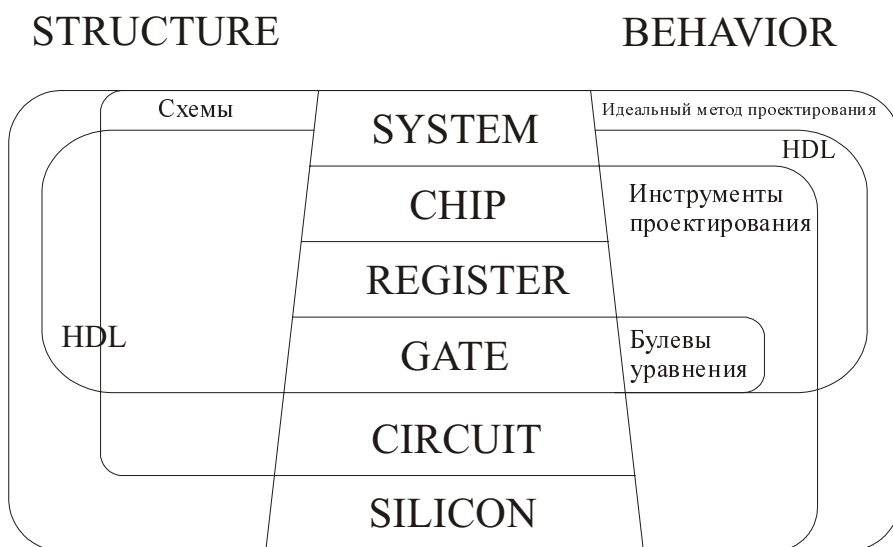 STRUCTURE
BEHAVIOR
Схемы
SYSTEM
Идеальный метод проектирования
HDL
CHIP
Инструменты
проектирования
REGISTER
HDL
GATE
Булевы
уравнения
CIRCUIT
SILICON